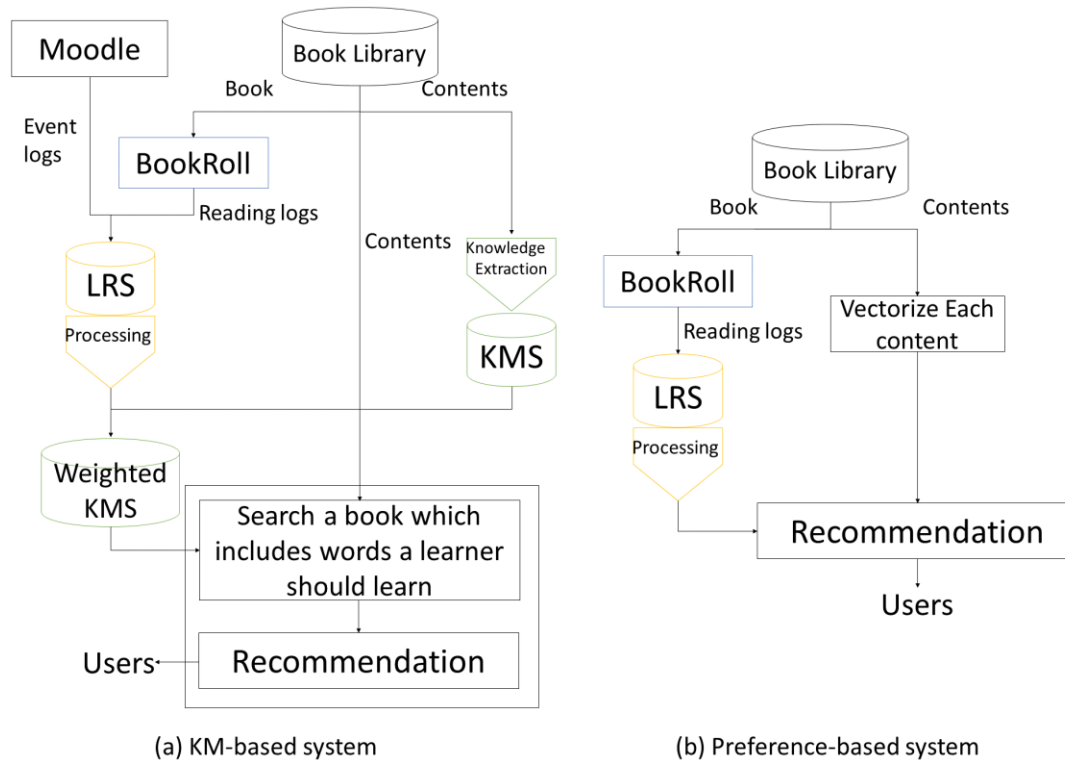 Moodle
Book Library
Book
Contents
Event
logs
BookRoll
Reading logs
Contents
Knowledge
Extraction
LRS
Processing
KMS
Weighted
KMS
Search a book which
includes words a learner
should learn
Users
Recommendation
(a) KM-based system
Book Library
Book
Contents
BookRoll
Vectorize Each
content
Reading logs
LRS
Processing
Recommendation
Users
(b) Preference-based system